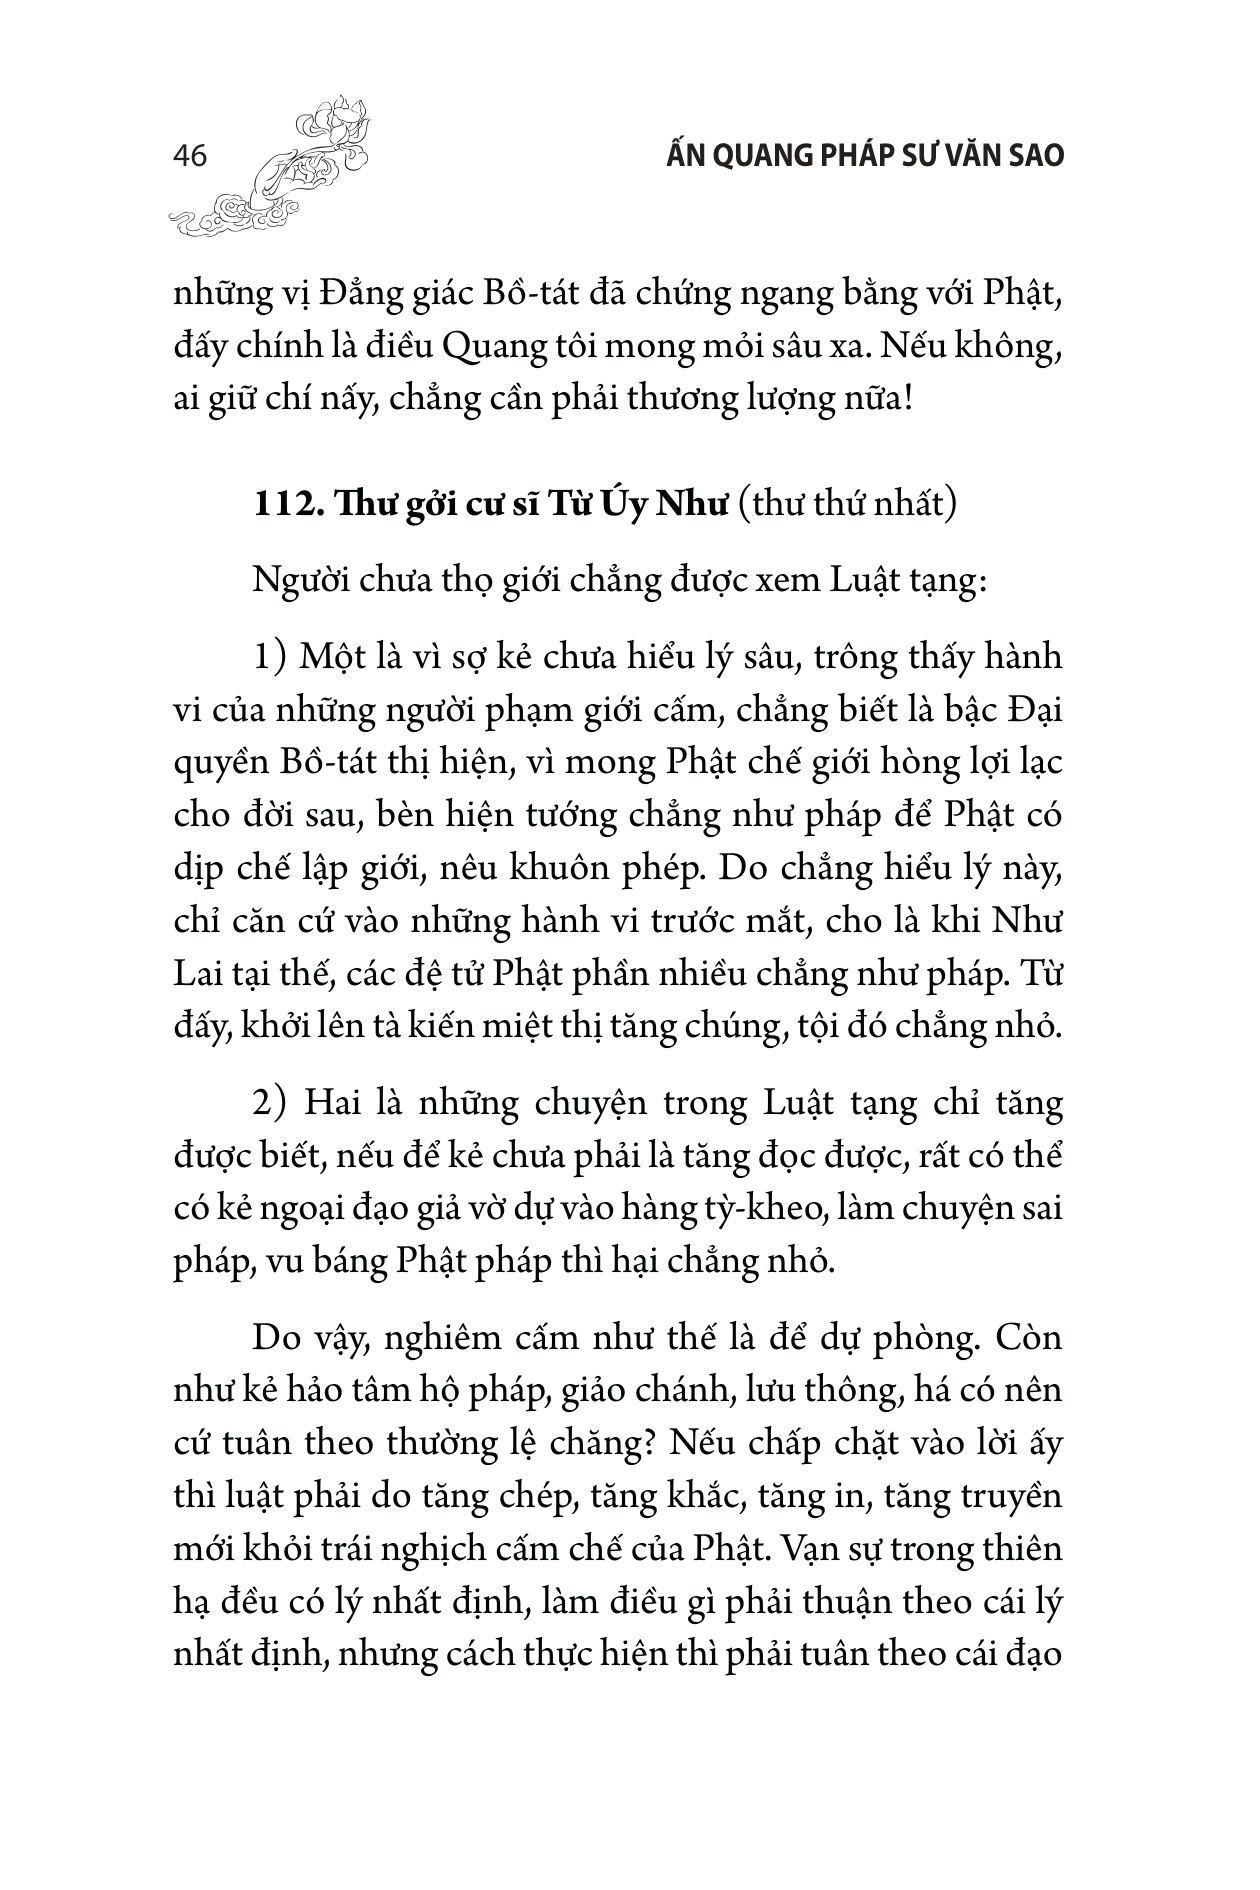 46
ẤN QUANG PHÁP SƯ VĂN SAO
những vị Đẳng giác Bồ-tát đã chứng ngang bằng với Phật,
đấy chính là điều Quang tôi mong mỏi sâu xa. Nếu không,
ai giữ chí nấy, chẳng cần phải thương lượng nữa!
112. Thư gởi cư sĩ Từ Úy Như (thư thứ nhất)
Người chưa thọ giới chẳng được xem Luật tạng:
1) Một là vì sợ kẻ chưa hiểu lý sâu, trông thấy hành
vi của những người phạm giới cấm, chẳng biết là bậc Đại
quyền Bồ-tát thị hiện, vì mong Phật chế giới hòng lợi lạc
cho đời sau, bèn hiện tướng chẳng như pháp để Phật có
dịp chế lập giới, nêu khuôn phép. Do chẳng hiểu lý này,
chỉ căn cứ vào những hành vi trước mắt, cho là khi Như
Lai tại thế, các đệ tử Phật phần nhiều chẳng như pháp. Từ
đấy, khởi lên tà kiến miệt thị tăng chúng, tội đó chẳng nhỏ.
2) Hai là những chuyện trong Luật tạng chỉ tăng
được biết, nếu để kẻ chưa phải là tăng đọc được, rất có thể
có kẻ ngoại đạo giả vờ dự vào hàng tỳ-kheo, làm chuyện sai
pháp, vu báng Phật pháp thì hại chẳng nhỏ.
Do vậy, nghiêm cấm như thế là để dự phòng. Còn
như kẻ hảo tâm hộ pháp, giảo chánh, lưu thông, há có nên
cứ tuân theo thường lệ chăng? Nếu chấp chặt vào lời ấy
thì luật phải do tăng chép, tăng khắc, tăng in, tăng truyền
mới khỏi trái nghịch cấm chế của Phật. Vạn sự trong thiên
hạ đều có lý nhất định, làm điều gì phải thuận theo cái lý
nhất định, nhưng cách thực hiện thì phải tuân theo cái đạo